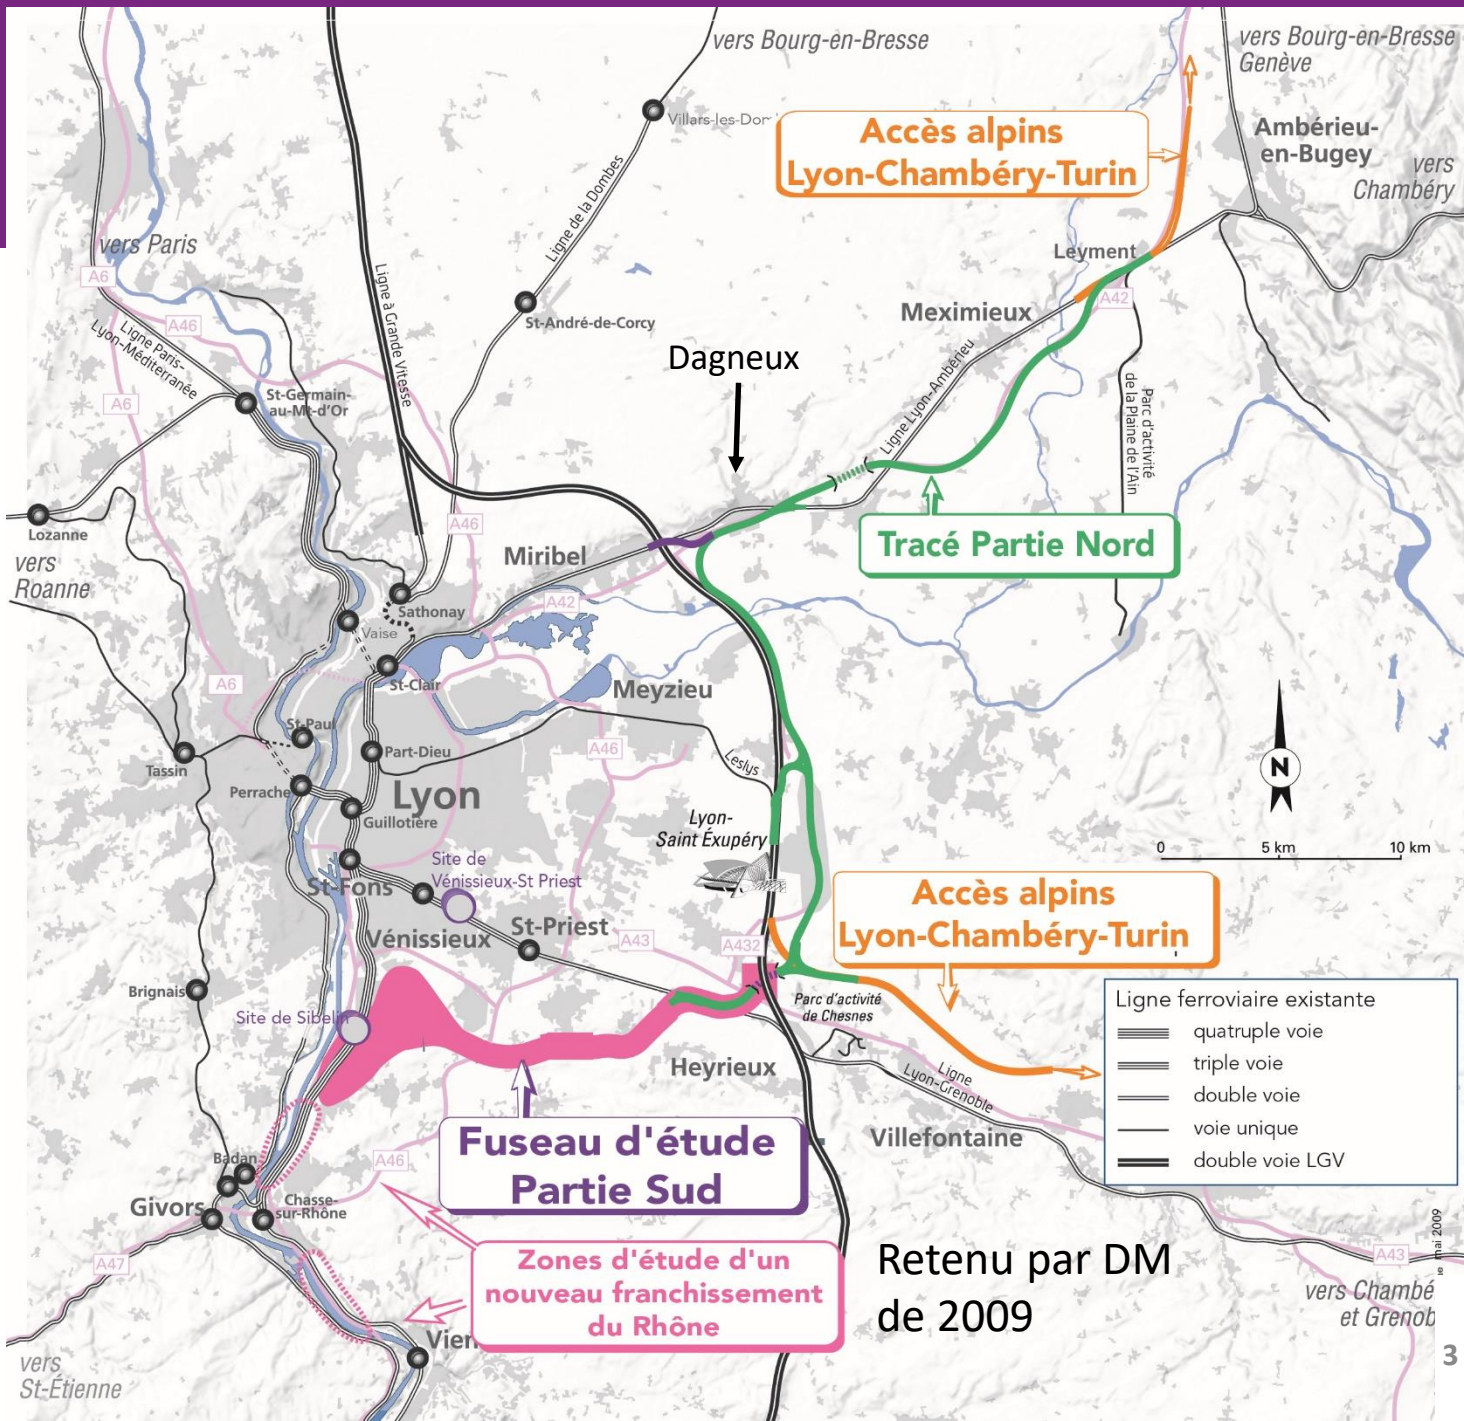 vers Bourg-en-Bresse
vers Bourg-en-Bresse
Genève
Villars-les-Dom
Accès alpins
Lyon-Chambéry-Turin
Ambérieu-
en-Bugey
vers
Chambéry
Ligne de la Dombes
vers Paris
A6
Leyment
A42
Ligne à Grande Vitesse
Meximieux
A46
Ligne Paris-
Lyon-Méditerranée
St-André-de-Corcy
Dagneux
A6
St-Germain-
au-Mt-d'Or
Ligne Lyon-Ambérieu
Parc d'activité
de la Plaine de l'Ain
Lozanne
A46
vers
Roanne
Miribel
Tracé Partie Nord
Sathonay
A42
Vaise
St-Clair
A6
Meyzieu
St-Paul
Part-Dieu
A46
Leslys
Tassin
N
Perrache
Lyon
Guillotière
Lyon-
Saint Éxupéry
0
5 km
10 km
Site de
Vénissieux-St Priest
St-Fons
Accès alpins
Lyon-Chambéry-Turin
St-Priest
Vénissieux
A43
A432
Brignais
Parc d'activité
de Chesnes
Site de Sibelin
Ligne ferroviaire existante
quatruple voie
triple voie
double voie
voie unique
double voie LGV
Heyrieux
Ligne
Lyon-Grenoble
Fuseau d'étude
Partie Sud
Villefontaine
Badan
A46
Givors
Chasse-
sur-Rhône
A47
Zones d'étude d'un
nouveau franchissement
du Rhône
Retenu par DM
de 2009
mai 2009
A43
vers Chambé
et Grenob
Vien
vers
St-Étienne
3